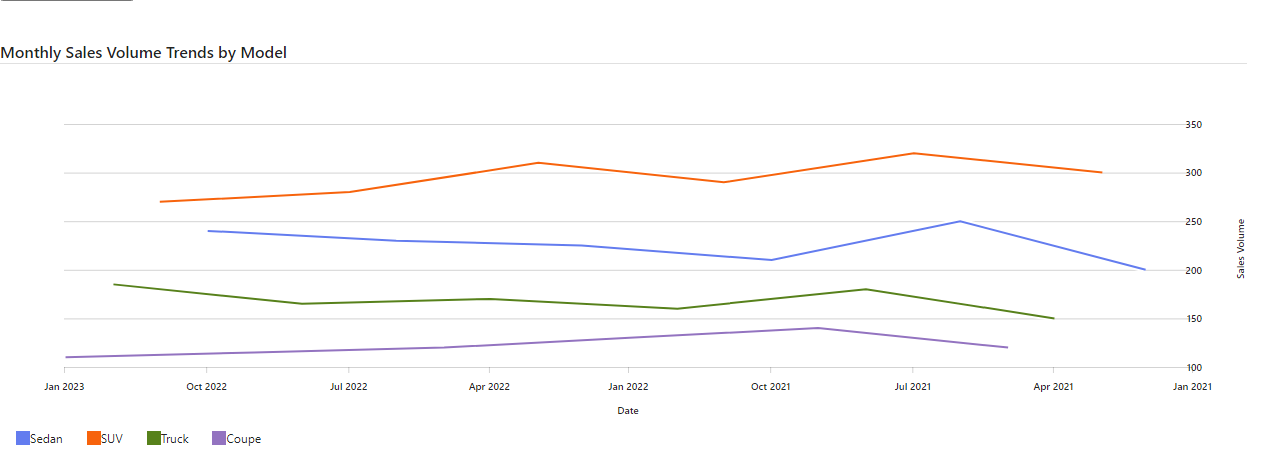 Monthly Sales Volume Trends by Model
350
300
250
200
150
100
Sales Volume
Jan 2023 Oct 2022 Jul 2022 Apr 2022 Jan 2022 Oct 2021 Jul 2021 Apr 2021 Jan 2021
Date
Sedan SUV Truck Coupe